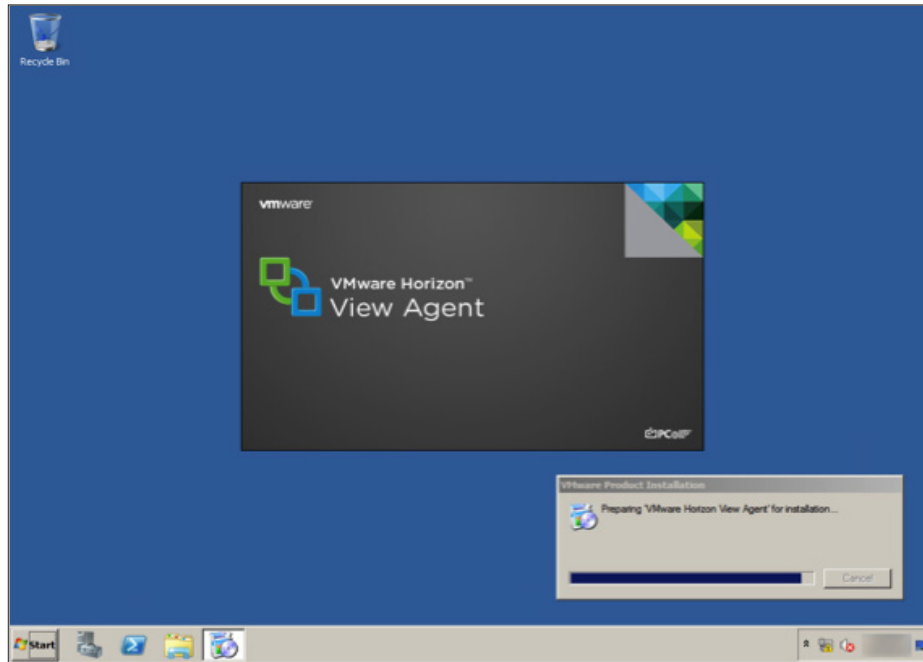 Recycle Bin
vmware
VMware Horizon™
View Agent
PCoIP
VMware Product Installation
Preparing 'VMware Horizon View Agent' for installation...
Cancel
Start